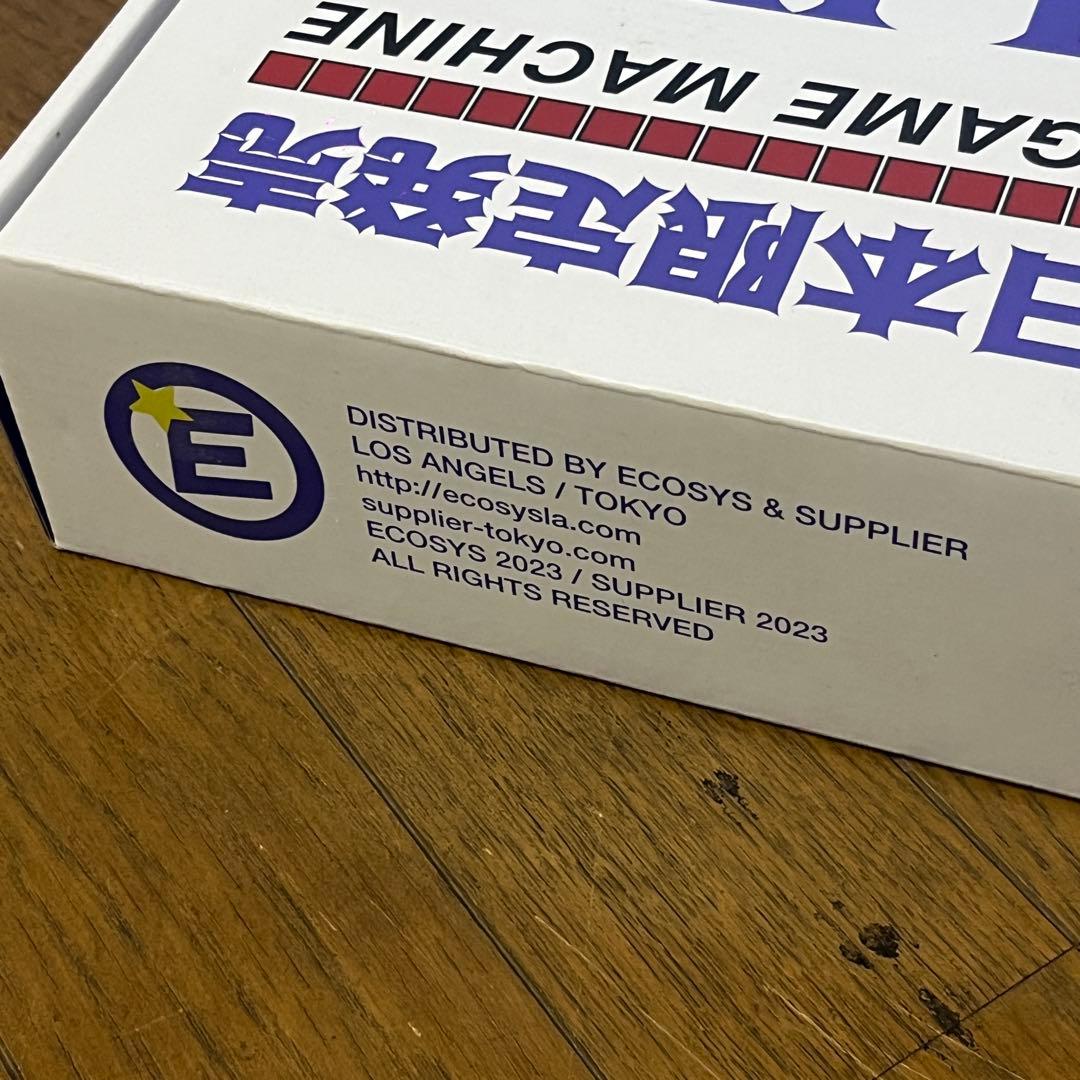 GAME MACHINE
日本限定発売
E
DISTRIBUTED BY ECOSYS & SUPPLIER
LOS ANGELS / TOKYO
http://ecosysla.com
supplier-tokyo.com
ECOSYS 2023 / SUPPLIER 2023
ALL RIGHTS RESERVED